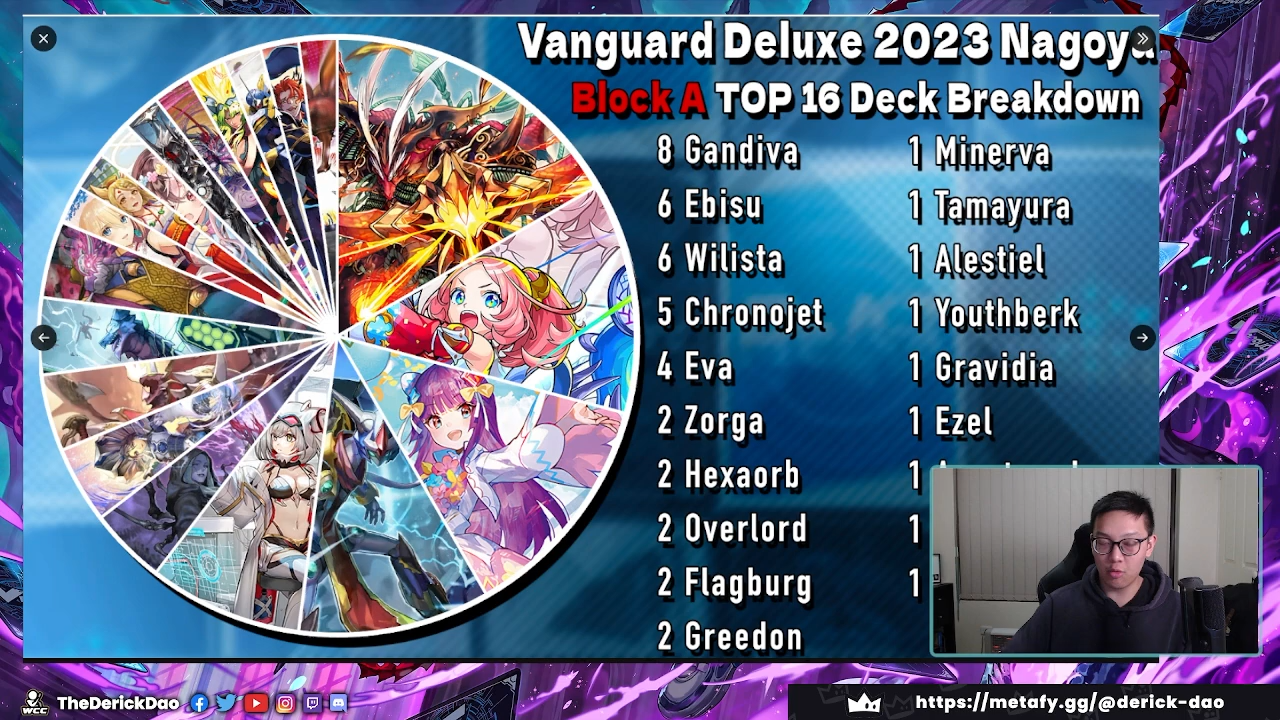 Vanguard Deluxe 2023 Nagoya
Block A TOP 16 Deck Breakdown
8 Gandiva
6 Ebisu
6 Wilista
5 Chronojet
4 Eva
2 Zorga
2 Hexaorb
2 Overlord
2 Flagburg
2 Greedon
1 Minerva
1 Tamayura
1 Alestiel
1 Youthberk
1 Gravidia
1 Ezel
1
1
1
WCC
TheDerickDao
https://metafy.gg/@derick-dao